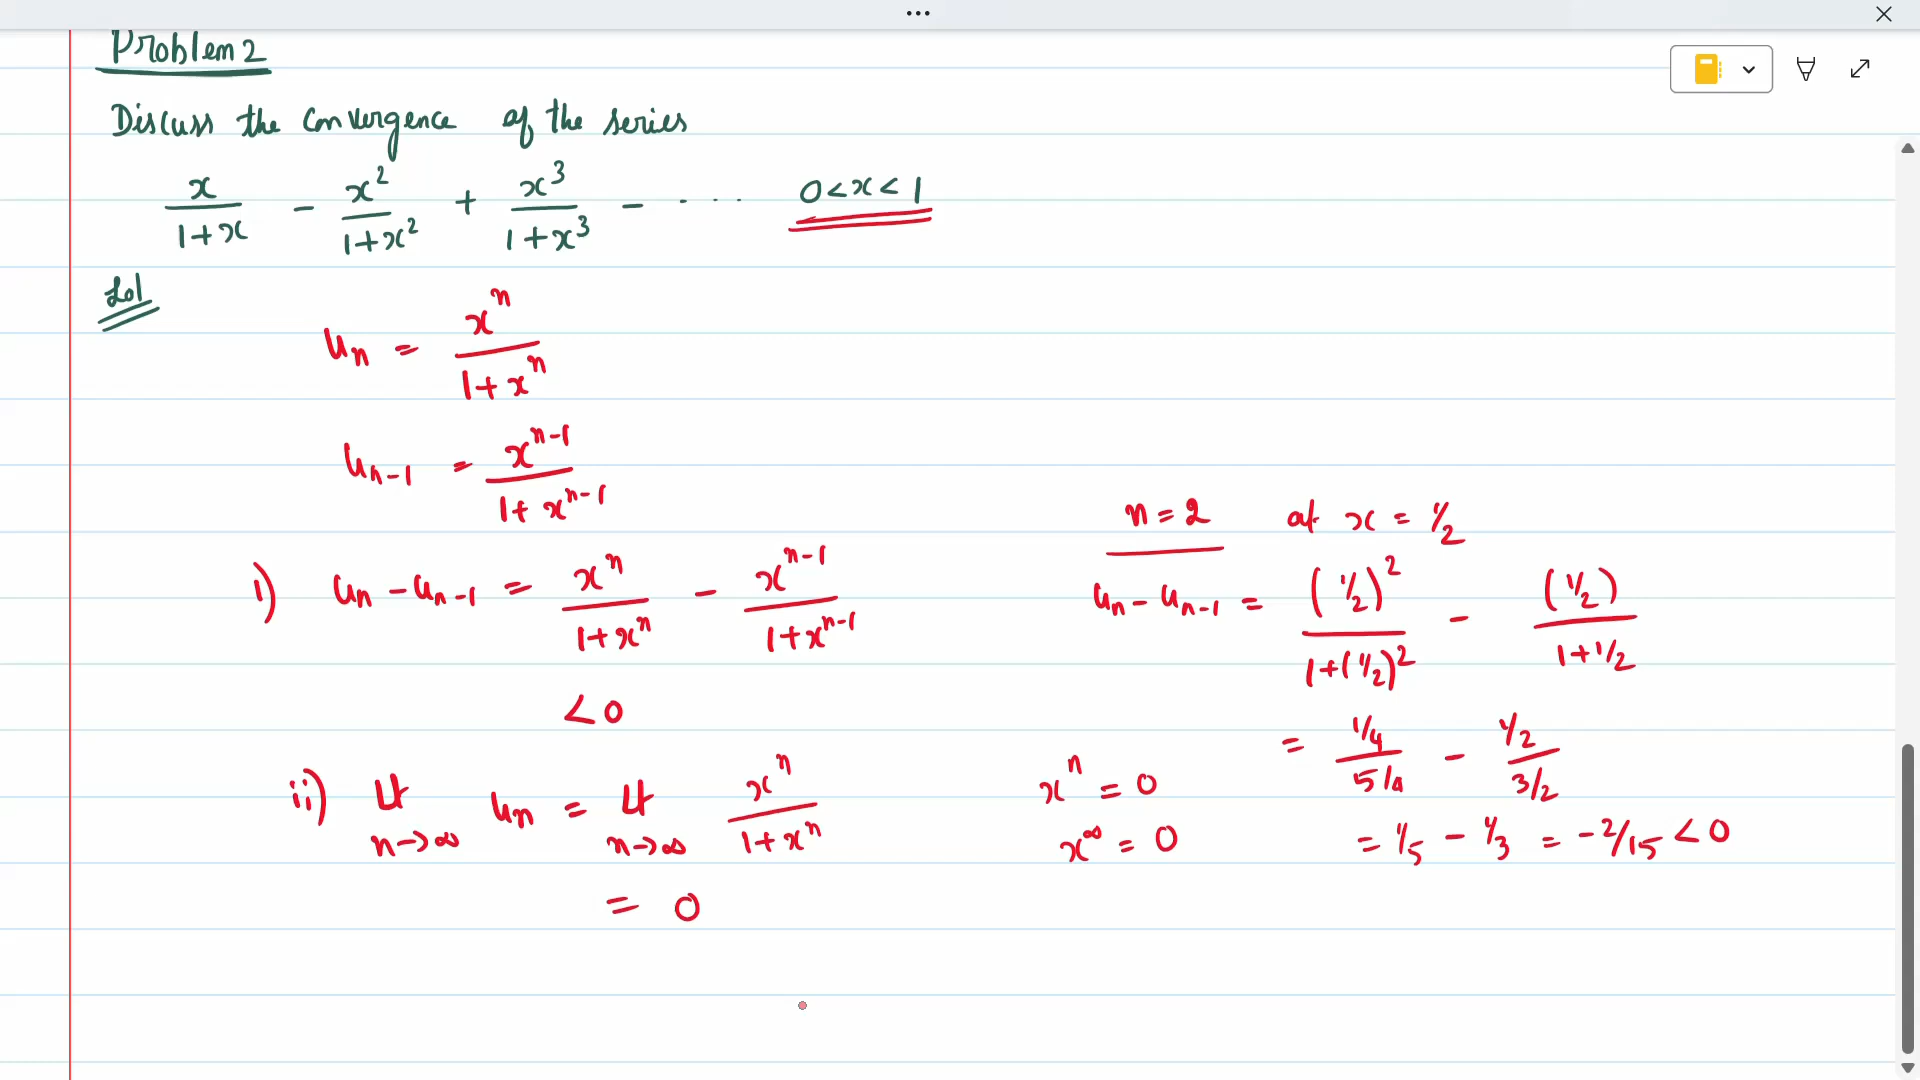 Problem 2
Discuss the convergence of the series
x/(1+x) - x²/(1+x²) + x³/(1+x³) - . . . . 0<x<1
Sol
uₙ = xⁿ/(1+xⁿ)
uₙ₋₁ = xⁿ⁻¹/(1+xⁿ⁻¹)
i) uₙ - uₙ₋₁ = xⁿ/(1+xⁿ) - xⁿ⁻¹/(1+xⁿ⁻¹)
< 0
ii) Lt n→∞ uₙ = Lt n→∞ xⁿ/(1+xⁿ)
= 0
xⁿ = 0
x^∞ = 0
n = 2 at x = 1/2
uₙ - uₙ₋₁ = (1/2)²/(1+(1/2)²) - (1/2)/(1+1/2)
= (1/4)/(5/4) - (1/2)/(3/2)
= 1/5 - 1/3 = -2/15 < 0